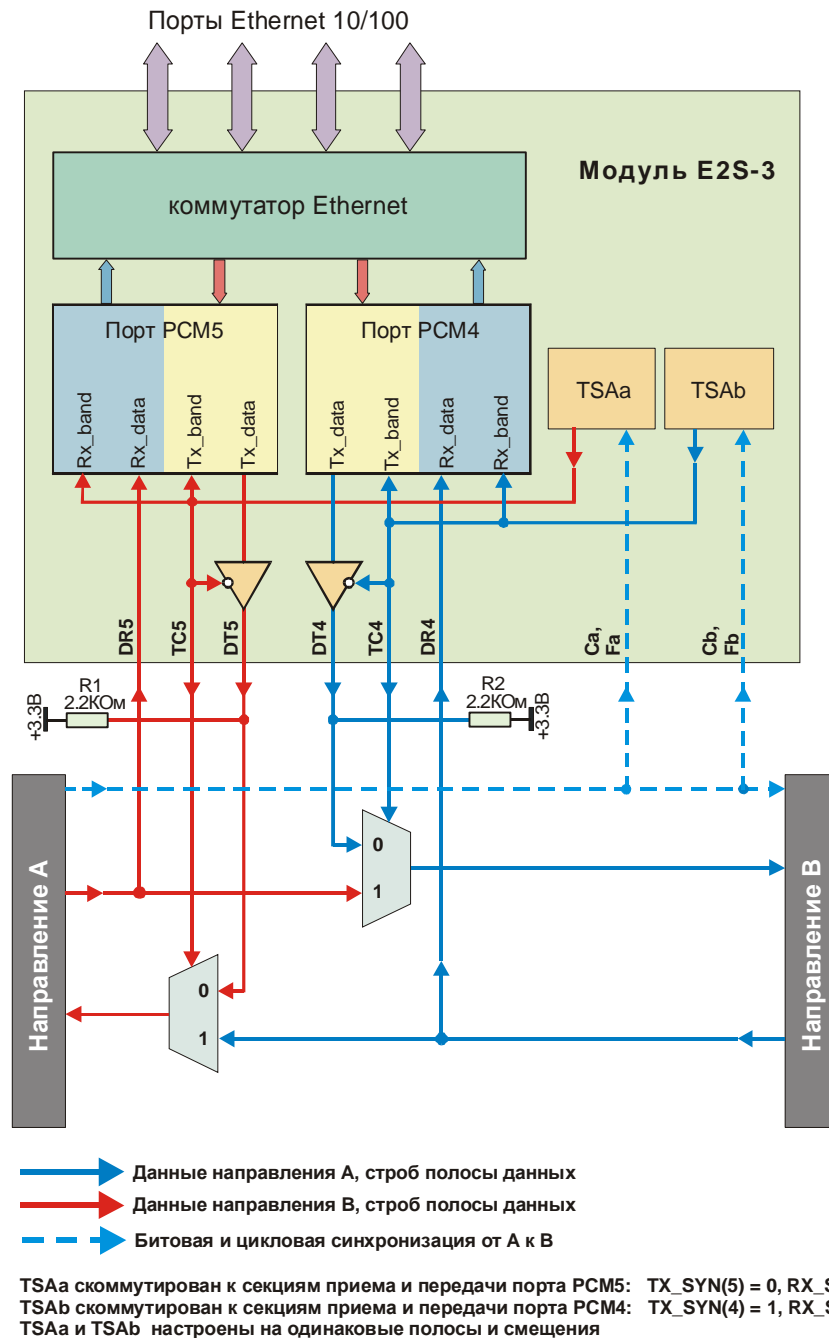 Порты Ethernet 10/100
Модуль E2S-3
коммутатор Ethernet
Порт PCM5
Порт PCM4
TSAa
TSAb
Rx_band
Rx_data
Tx_band
Tx_data
Tx_data
Tx_band
Rx_data
Rx_band
DR5
TC5
DT5
DT4
TC4
DR4
Ca,
Fa
Cb,
Fb
R1
2.2КОм
+3.3В
R2
2.2КОм
+3.3В
Направление А
Направление В
0
1
0
1
Данные направления А, строб полосы данных
Данные направления В, строб полосы данных
Битовая и цикловая синхронизация от А к В
TSAa скоммутирован к секциям приема и передачи порта PCM5: TX_SYN(5) = 0, RX_S
TSAb скоммутирован к секциям приема и передачи порта PCM4: TX_SYN(4) = 1, RX_S
TSAa и TSAb настроены на одинаковые полосы и смещения